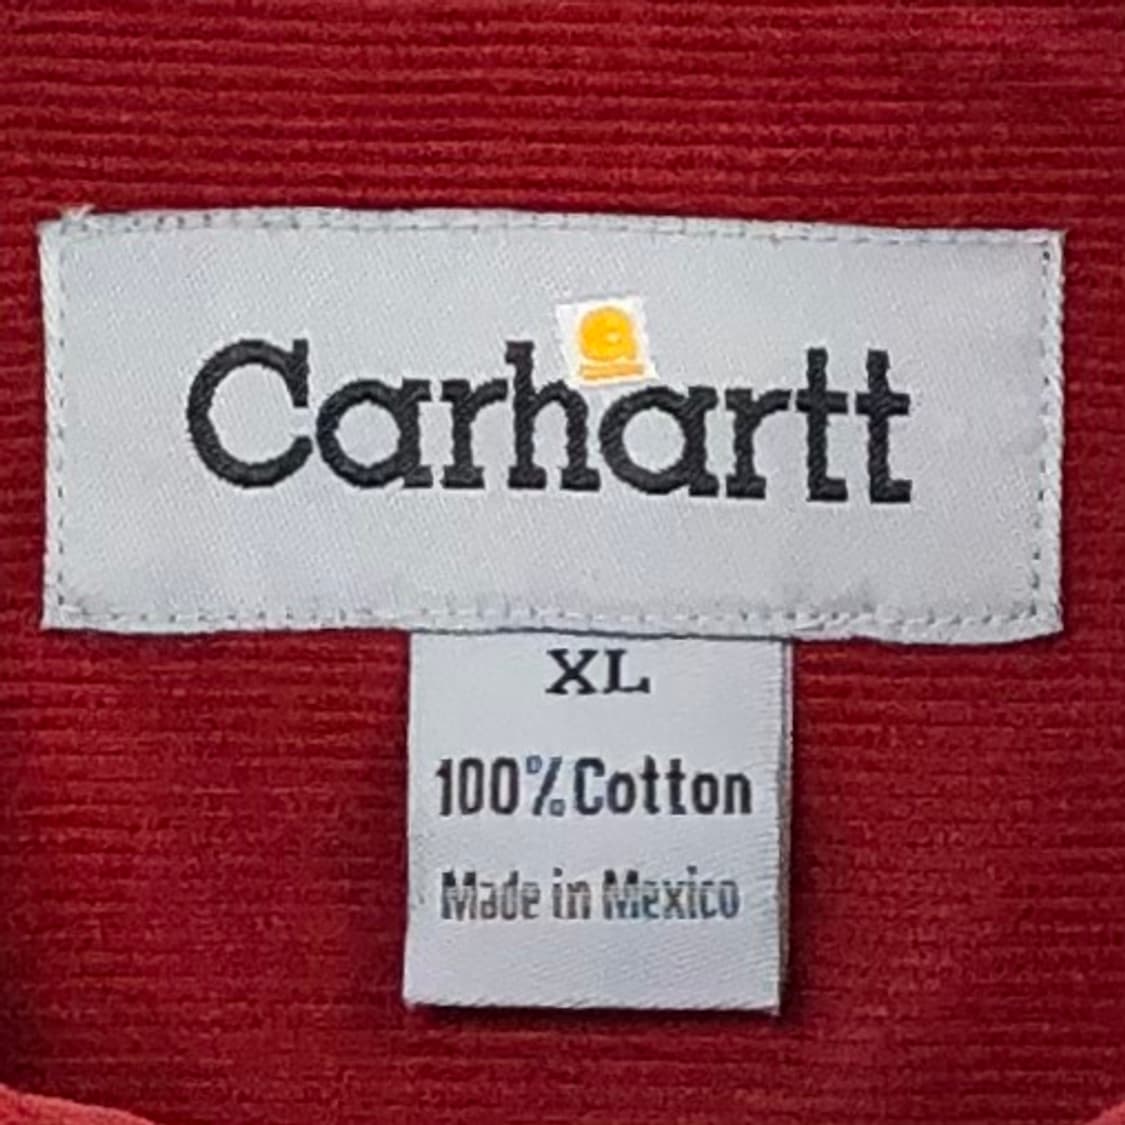 Carhartt
XL
100% Cotton
Made in Mexico